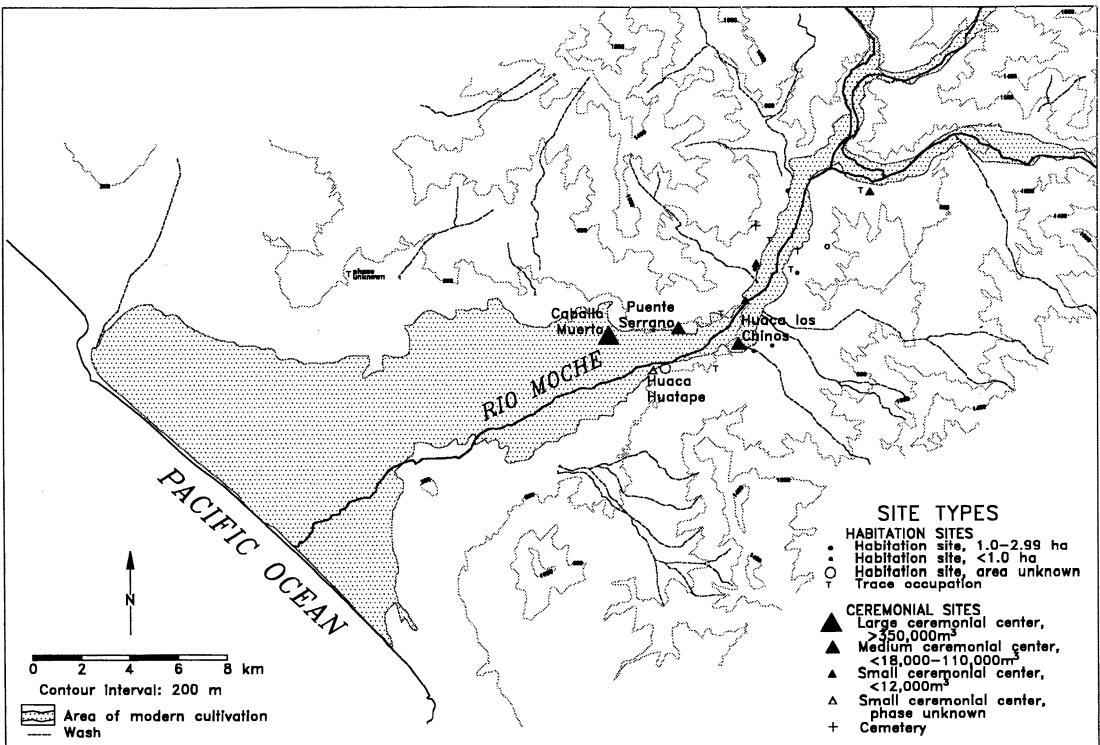 phase
unknown
Caballo
Muerto
Puente
Serrano
Huaca los
Chinos
RIO MOCHE
Huaca
Huatape
PACIFIC OCEAN
N
0 2 4 6 8 km
Contour interval: 200 m
Area of modern cultivation
Wash
SITE TYPES
HABITATION SITES
Habitation site, 1.0-2.99 ha
Habitation site, <1.0 ha
Habitation site, area unknown
T Trace occupation
CEREMONIAL SITES
Large ceremonial center,
>350,000m³
Medium ceremonial center,
<18,000-110,000m³
Small ceremonial center,
<12,000m³
Small ceremonial center,
phase unknown
Cemetery